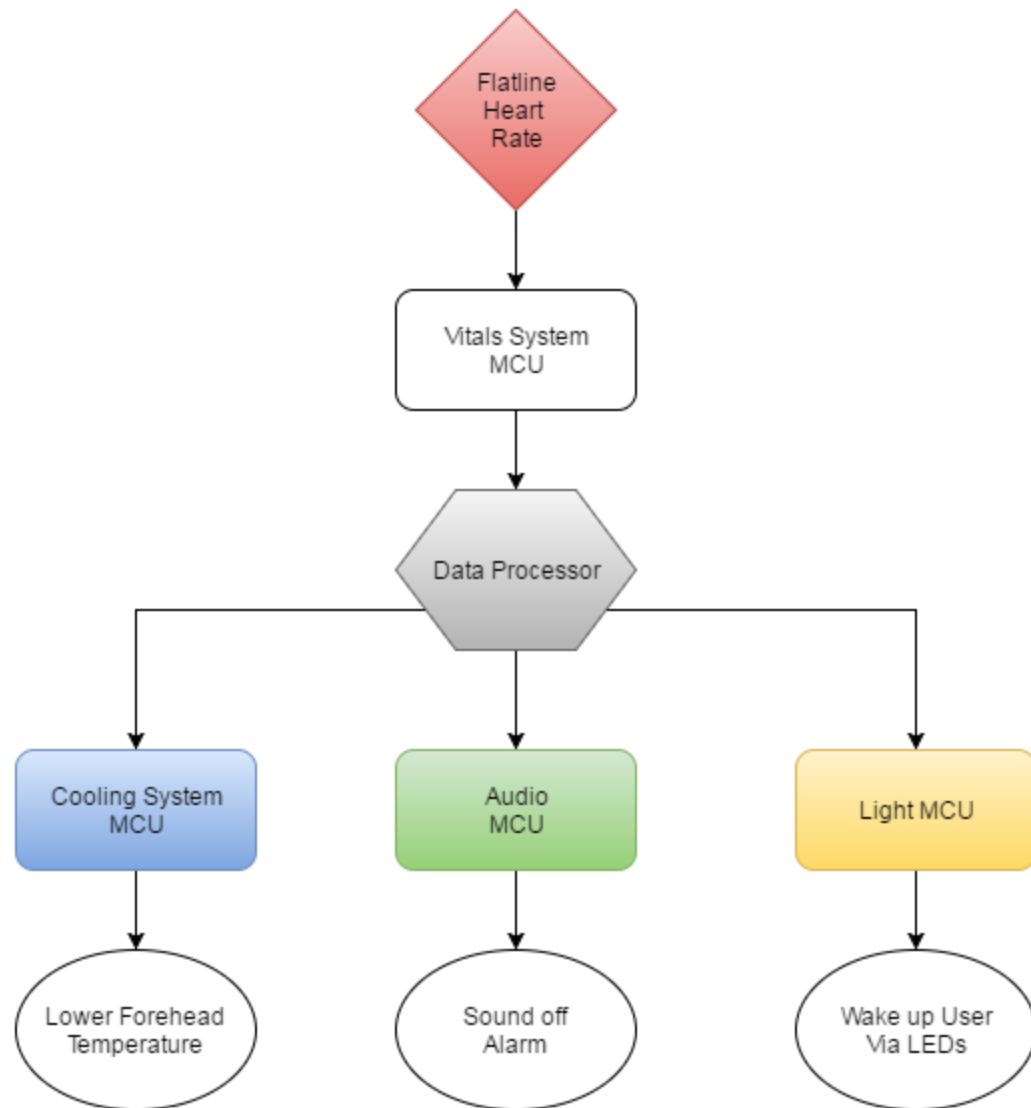 Flatline
Heart
Rate
Vitals System
MCU
Data Processor
Cooling System
MCU
Audio
MCU
Light MCU
Lower Forehead
Temperature
Sound off
Alarm
Wake up User
Via LEDs